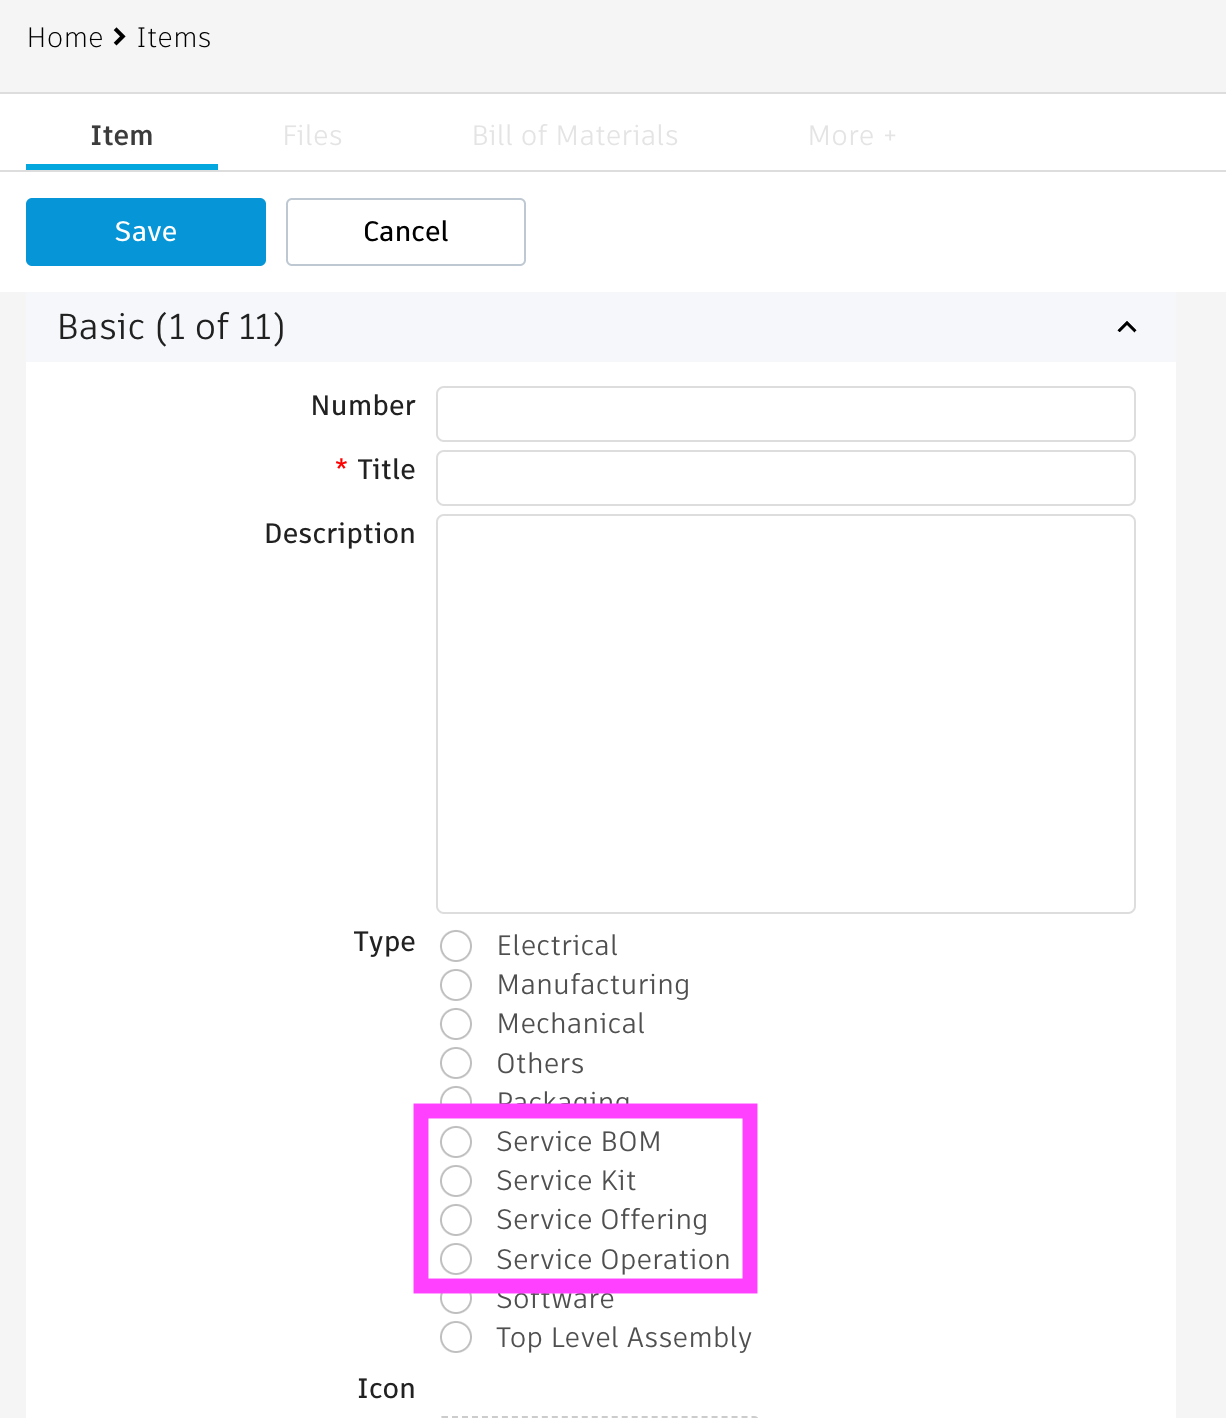 Home > Items
Item Files Bill of Materials More +
Save Cancel
Basic (1 of 11)
Number
* Title
Description
Type
Electrical
Manufacturing
Mechanical
Others
Packaging
Service BOM
Service Kit
Service Offering
Service Operation
Software
Top Level Assembly
Icon